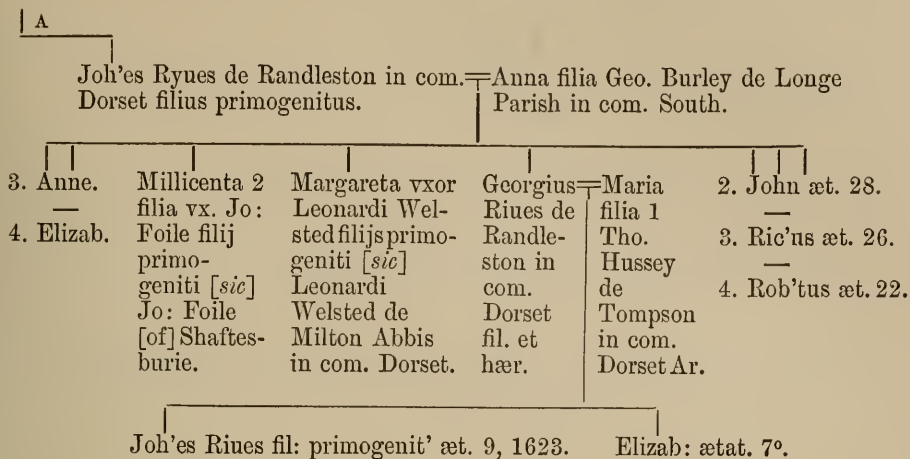 A
Joh'es Ryues de Randleston in com.
Dorset filius primogenitus.
Anna filia Geo. Burley de Longe
Parish in com. South.
3. Anne.
—
4. Elizab.
Millicenta 2
filia vx. Jo:
Foile filij
primo-
geniti [sic]
Jo: Foile
[of] Shaftes-
burie.
Margareta vxor
Leonardi Wel-
sted filijs primo-
geniti [sic]
Leonardi
Welsted de
Milton Abbis
in com. Dorset.
Georgius
Riues de
Randle-
ston in
com.
Dorset
fil. et
hær.
Maria
filia 1
Tho.
Hussey
de
Tompson
in com.
Dorset Ar.
2. John æt. 28.
—
3. Ric'us æt. 26.
—
4. Rob'tus æt. 22.
Joh'es Riues fil: primogenit' æt. 9, 1623.
Elizab: ætat. 7º.